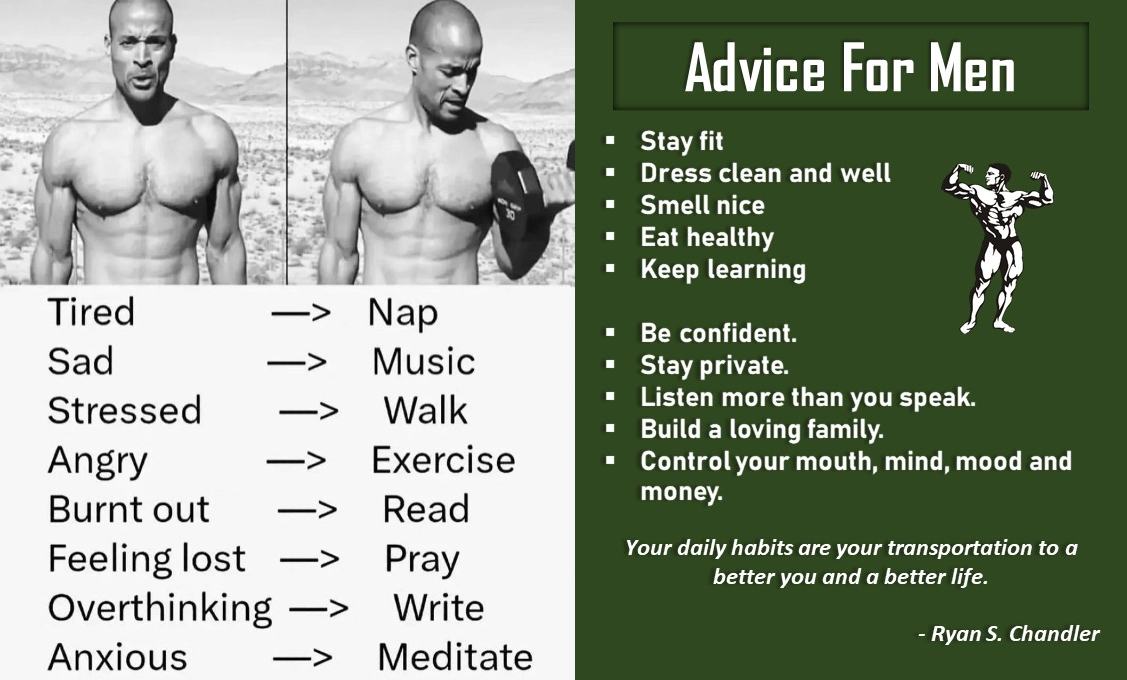 Tired —> Nap
Sad —> Music
Stressed —> Walk
Angry —> Exercise
Burnt out —> Read
Feeling lost —> Pray
Overthinking —> Write
Anxious —> Meditate
Advice For Men
▪ Stay fit
▪ Dress clean and well
▪ Smell nice
▪ Eat healthy
▪ Keep learning
▪ Be confident.
▪ Stay private.
▪ Listen more than you speak.
▪ Build a loving family.
▪ Control your mouth, mind, mood and
money.
Your daily habits are your transportation to a
better you and a better life.
- Ryan S. Chandler
30